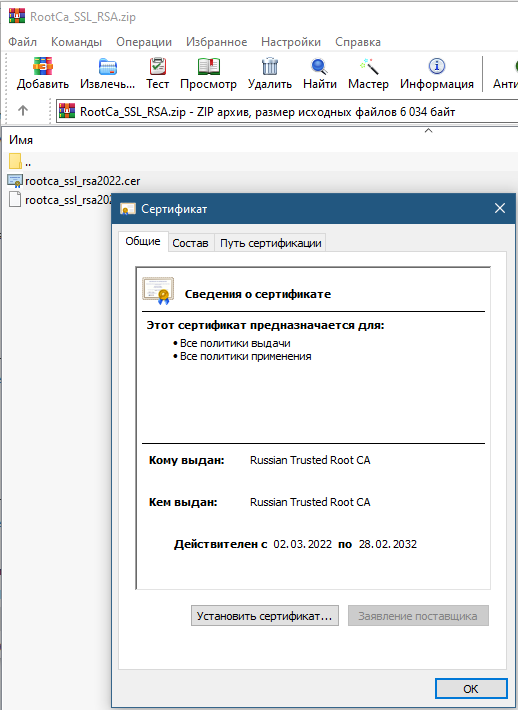 RootCa_SSL_RSA.zip
Файл Команды Операции Избранное Настройки Справка
Добавить Извлечь... Тест Просмотр Удалить Найти Мастер Информация Анти
RootCa_SSL_RSA.zip - ZIP архив, размер исходных файлов 6 034 байт
Имя
..
rootca_ssl_rsa2022.cer
rootca_ssl_rsa20
Сертификат
Общие Состав Путь сертификации
Сведения о сертификате
Этот сертификат предназначается для:
• Все политики выдачи
• Все политики применения
Кому выдан: Russian Trusted Root CA
Кем выдан: Russian Trusted Root CA
Действителен с 02.03.2022 по 28.02.2032
Установить сертификат... Заявление поставщика
OK